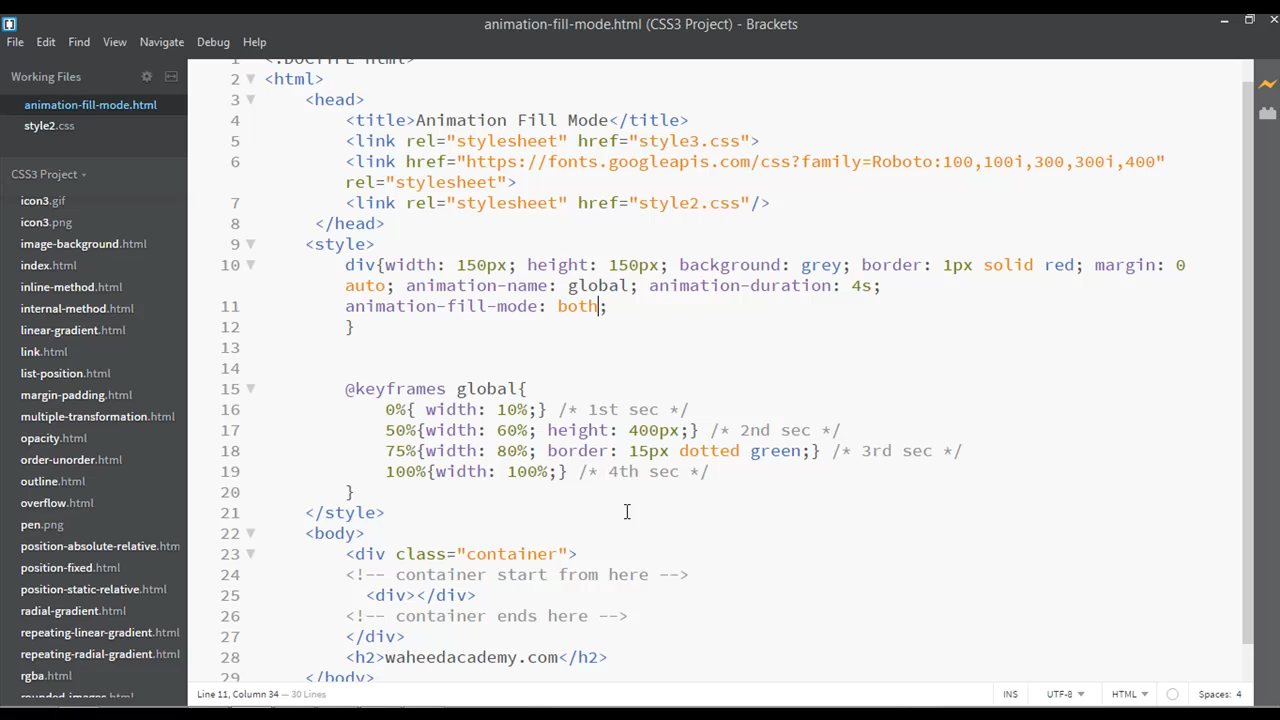 animation-fill-mode.html (CSS3 Project) - Brackets
File Edit Find View Navigate Debug Help
Working Files
animation-fill-mode.html
style2.css
CSS3 Project
icon3.gif
icon3.png
image-background.html
index.html
inline-method.html
internal-method.html
linear-gradient.html
link.html
list-position.html
margin-padding.html
multiple-transformation.html
opacity.html
order-unorder.html
outline.html
overflow.html
pen.png
position-absolute-relative.htm
position-fixed.html
position-static-relative.html
radial-gradient.html
repeating-linear-gradient.html
repeating-radial-gradient.html
rgba.html
rounded_images.html
1 <!DOCTYPE html>
2 <html>
3 <head>
4 <title>Animation Fill Mode</title>
5 <link rel="stylesheet" href="style3.css">
6 <link href="https://fonts.googleapis.com/css?family=Roboto:100,100i,300,300i,400"
rel="stylesheet">
7 <link rel="stylesheet" href="style2.css"/>
8 </head>
9 <style>
10 div{width: 150px; height: 150px; background: grey; border: 1px solid red; margin: 0
auto; animation-name: global; animation-duration: 4s;
11 animation-fill-mode: both;
12 }
13
14
15 @keyframes global{
16 0%{ width: 10%;} /* 1st sec */
17 50%{width: 60%; height: 400px;} /* 2nd sec */
18 75%{width: 80%; border: 15px dotted green;} /* 3rd sec */
19 100%{width: 100%;} /* 4th sec */
20 }
21 </style>
22 <body>
23 <div class="container">
24 <!-- container start from here -->
25 <div></div>
26 <!-- container ends here -->
27 </div>
28 <h2>waheedacademy.com</h2>
29 </body>
Line 11, Column 34 — 30 Lines
INS UTF-8 HTML Spaces: 4